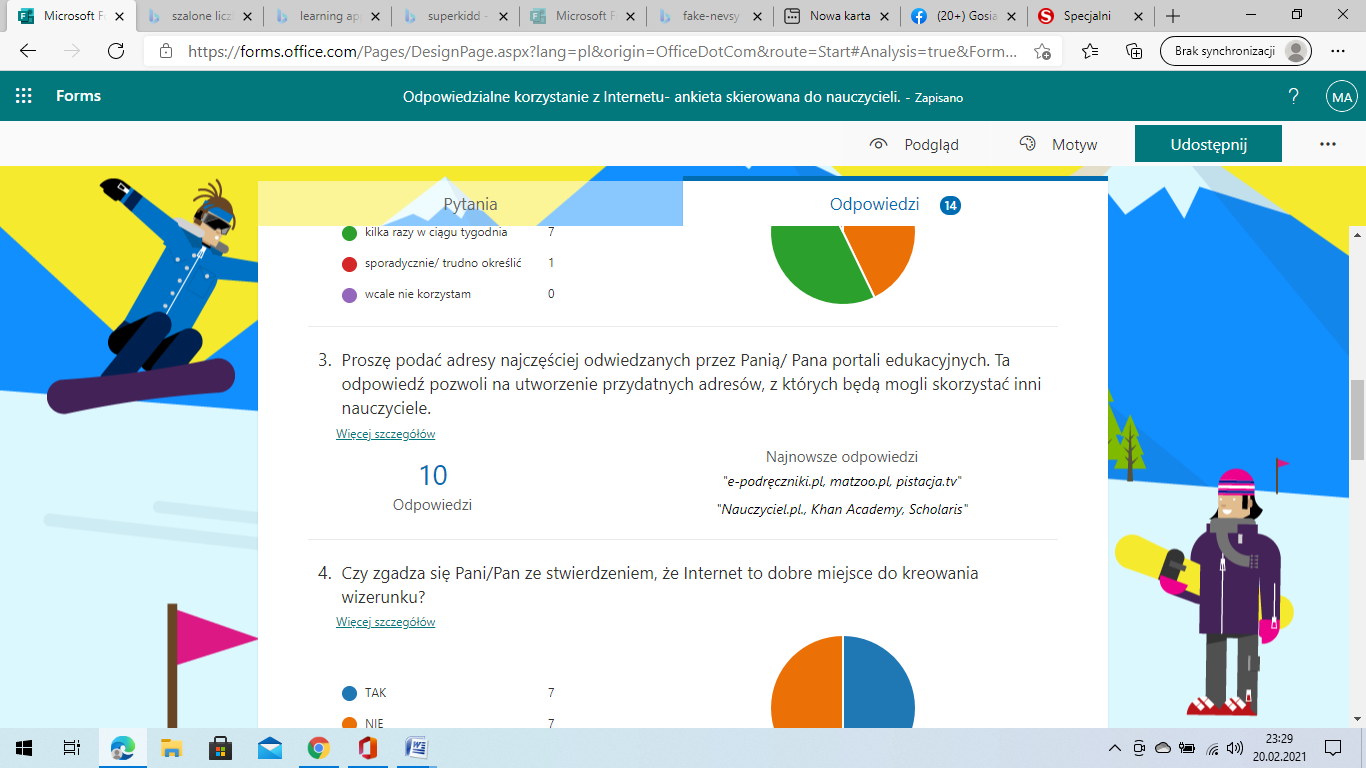 Microsoft Fo
szalone licz
learning ap
superkidd -
Microsoft F
fake-nevsy
Nowa karta
(20+) Gosia
Specjalni
https://forms.office.com/Pages/DesignPage.aspx?lang=pl&origin=OfficeDotCom&route=Start#Analysis=true&Form...
Brak synchronizacji
Forms
Odpowiedzialne korzystanie z Internetu- ankieta skierowana do nauczycieli. - Zapisano
?
MA
Podgląd
Motyw
Udostępnij
Pytania
Odpowiedzi 14
kilka razy w ciągu tygodnia 7
sporadycznie/ trudno określić 1
wcale nie korzystam 0
3. Proszę podać adresy najczęściej odwiedzanych przez Panią/ Pana portali edukacyjnych. Ta
odpowiedź pozwoli na utworzenie przydatnych adresów, z których będą mogli skorzystać inni
nauczyciele.
Więcej szczegółów
10
Odpowiedzi
Najnowsze odpowiedzi
"e-podręczniki.pl, matzoo.pl, pistacja.tv"
"Nauczyciel.pl., Khan Academy, Scholaris"
4. Czy zgadza się Pani/Pan ze stwierdzeniem, że Internet to dobre miejsce do kreowania
wizerunku?
Więcej szczegółów
TAK 7
NIE 7
23:29
20.02.2021